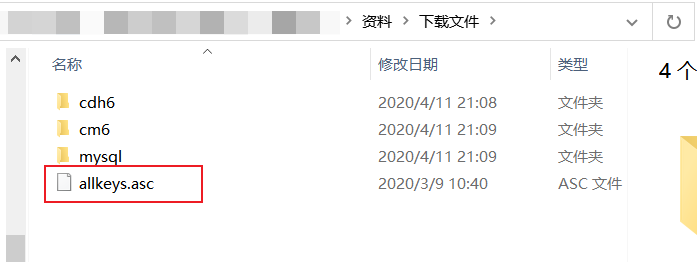 资料 下载文件
名称 修改日期 类型 4 个
cdh6 2020/4/11 21:08 文件夹
cm6 2020/4/11 21:09 文件夹
mysql 2020/4/11 21:09 文件夹
allkeys.asc 2020/3/9 10:40 ASC 文件